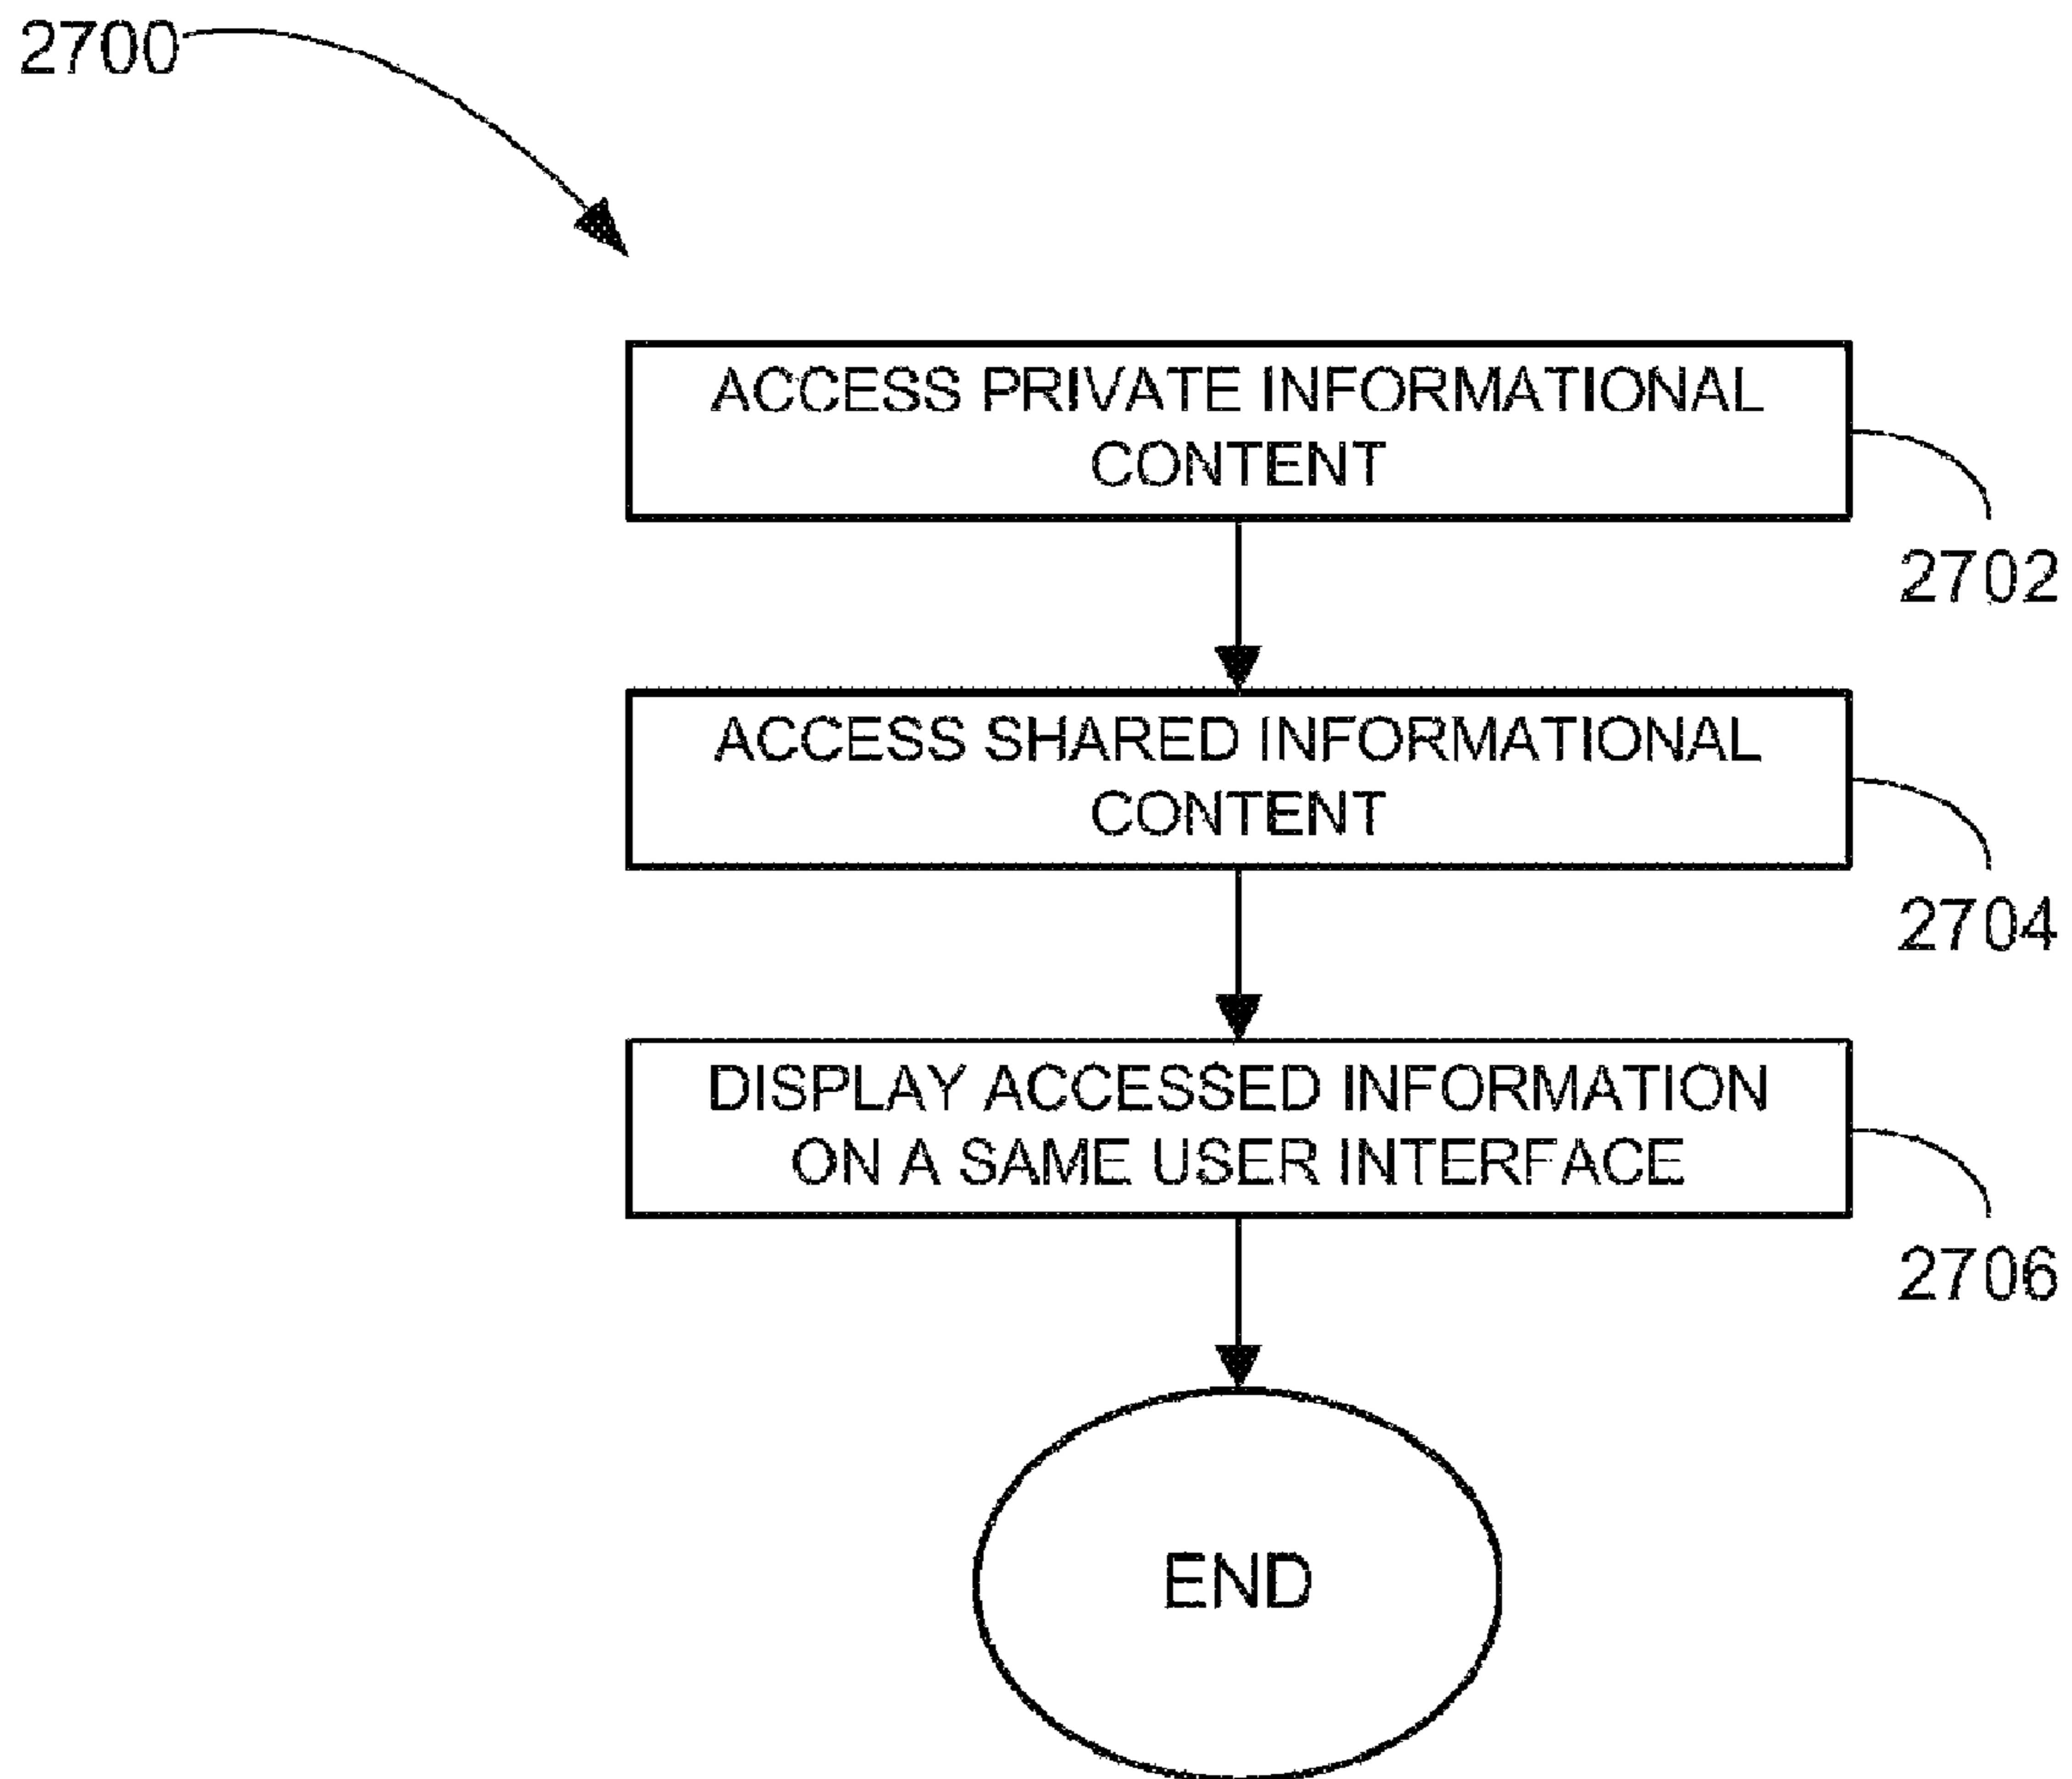 2700
ACCESS PRIVATE INFORMATIONAL
CONTENT
2702
ACCESS SHARED INFORMATIONAL
CONTENT
2704
DISPLAY ACCESSED INFORMATION
ON A SAME USER INTERFACE
2706
END